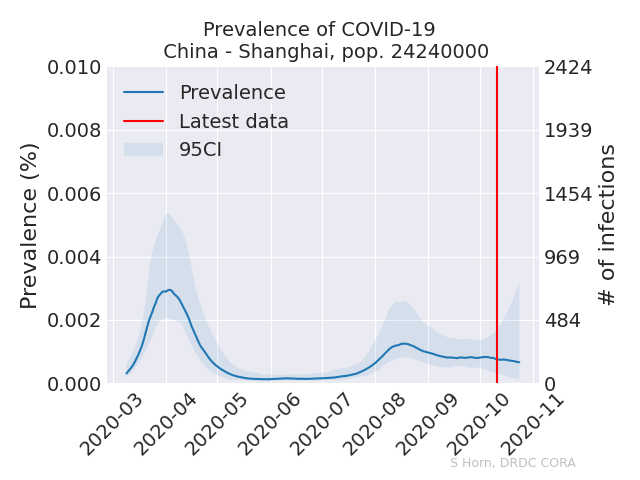 Prevalence of COVID-19
China - Shanghai, pop. 24240000
0.010
0.008
0.006
0.004
0.002
0.000
Prevalence (%)
Prevalence
Latest data
95CI
2424
1939
1454
969
484
0
# of infections
2020-03
2020-04
2020-05
2020-06
2020-07
2020-08
2020-09
2020-10
2020-11
S Horn, DRDC CORA